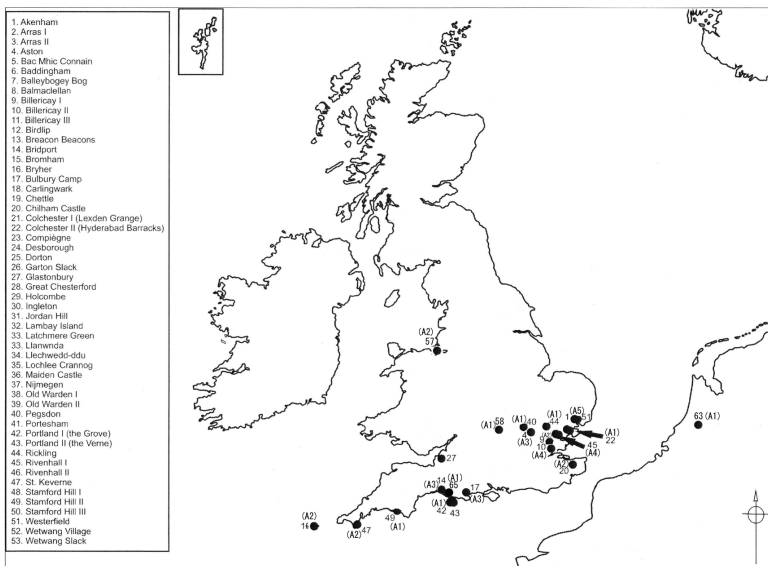 1. Akenham
2. Arras I
3. Arras II
4. Aston
5. Bac Mhic Connain
6. Baddingham
7. Balleybogey Bog
8. Balmaclellan
9. Billericay I
10. Billericay II
11. Billericay III
12. Birdlip
13. Breacon Beacons
14. Bridport
15. Bromham
16. Bryher
17. Bulbury Camp
18. Carlingwark
19. Chettle
20. Chilham Castle
21. Colchester I (Lexden Grange)
22. Colchester II (Hyderabad Barracks)
23. Compiègne
24. Desborough
25. Dorton
26. Garton Slack
27. Glastonbury
28. Great Chesterford
29. Holcombe
30. Ingleton
31. Jordan Hill
32. Lambay Island
33. Latchmere Green
33. Llanwnda
34. Llechwedd-ddu
35. Lochlee Crannog
36. Maiden Castle
37. Nijmegen
38. Old Warden I
39. Old Warden II
40. Pegsdon
41. Portesham
42. Portland I (the Grove)
43. Portland II (the Verne)
44. Rickling
45. Rivenhall I
46. Rivenhall II
47. St. Keverne
48. Stamford Hill I
49. Stamford Hill II
50. Stamford Hill III
51. Westerfield
52. Wetwang Village
53. Wetwang Slack
(A2)
57
(A1) 58
(A1) 40
4
(A3)
(A1)
44
(A5)
1 51
(A1)
22
45
(A4)
9
10
(A4)
(A2)
20
63 (A1)
27
14 (A1)
(A3) 65
17
(A3)
(A1)
43
49
(A1)
(A2)
16
47
(A2)